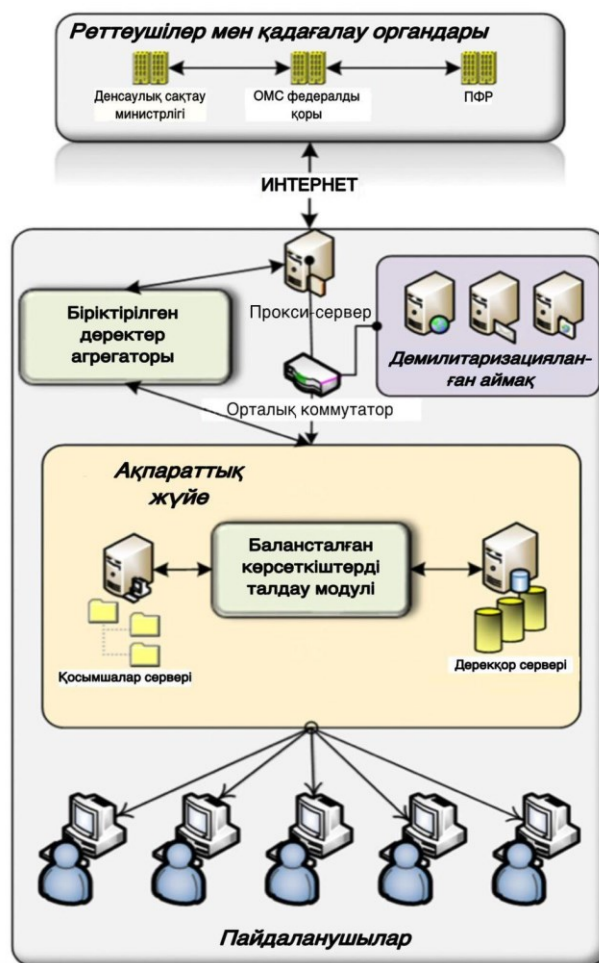 Реттеушілер мен қадағалау органдары
Денсаулық сақтау
министрлігі
ОМС федералды
қоры
ПФР
ИНТЕРНЕТ
Біріктірілген
деректер
агрегаторы
Прокси-сервер
Демилитаризациялан-
ған аймақ
... Орталық коммутатор
Ақпараттық
жүйе
Балансталған
көрсеткіштерді
талдау модулі
Қосымшалар сервері
Дерекқор сервері
Пайдаланушылар